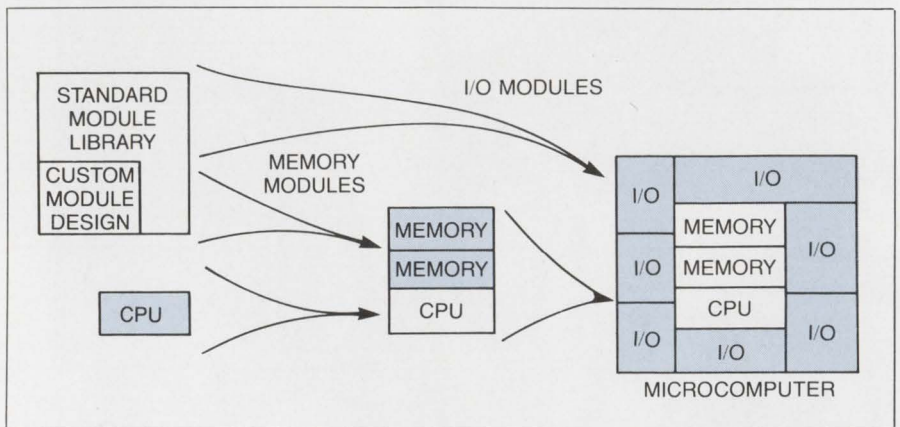 STANDARD
MODULE
LIBRARY
CUSTOM
MODULE
DESIGN
CPU
MEMORY
MODULES
I/O MODULES
MEMORY
MEMORY
CPU
I/O
I/O
MEMORY
I/O
MEMORY
I/O
CPU
I/O
I/O
I/O
MICROCOMPUTER